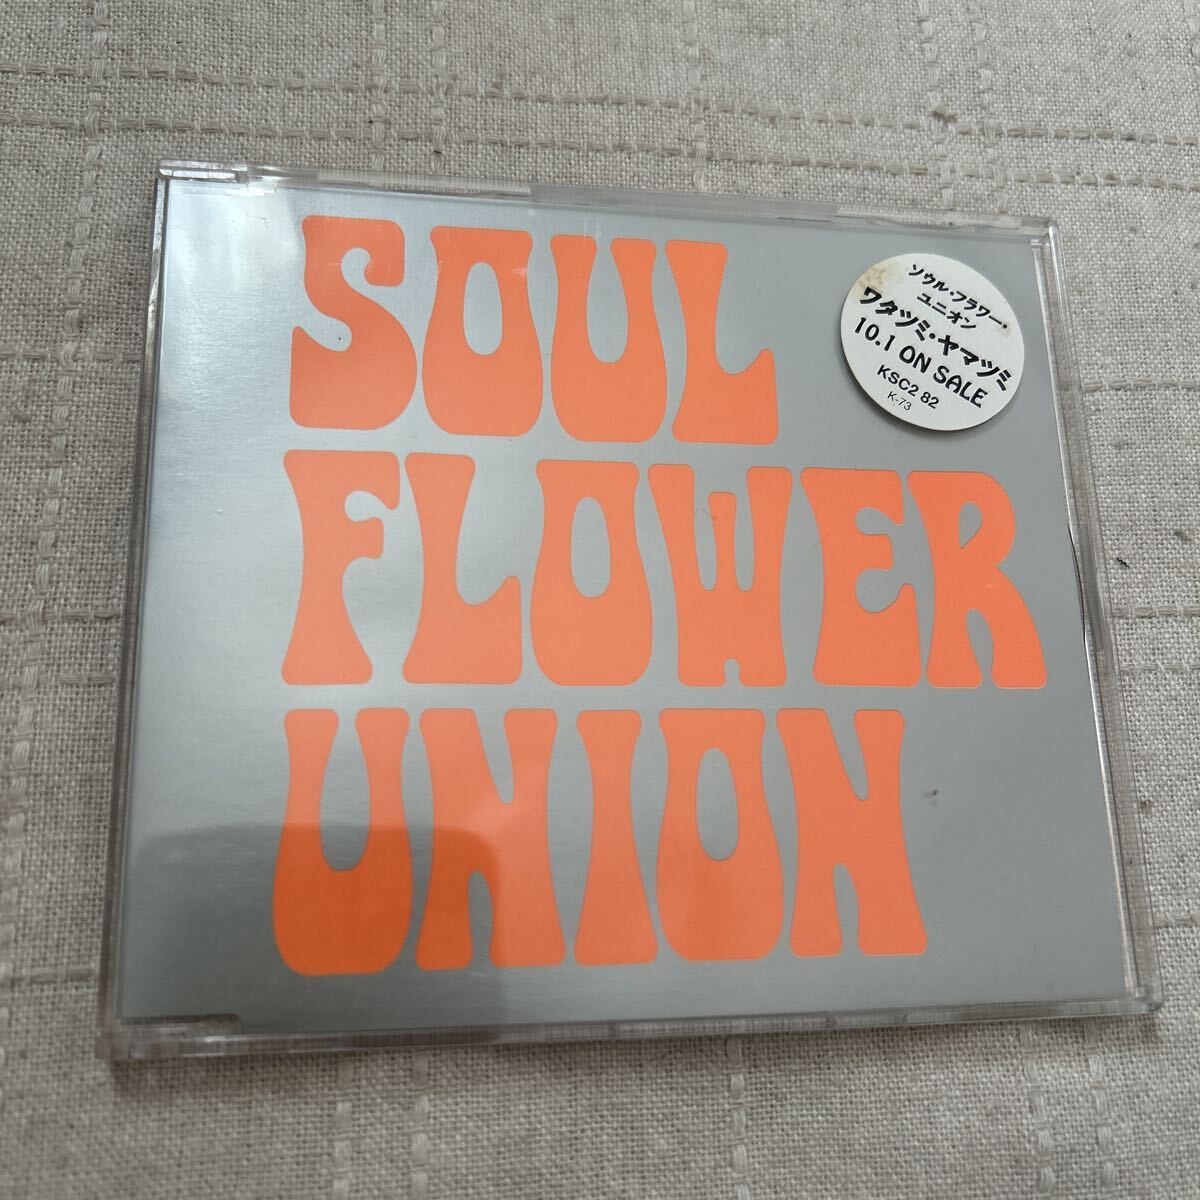 SOUL
FLOWER
UNION
ソウル・フラワー・
ユニオン
ワタツミ・ヤマツミ
10.1 ON SALE
KSC2 82
K-73